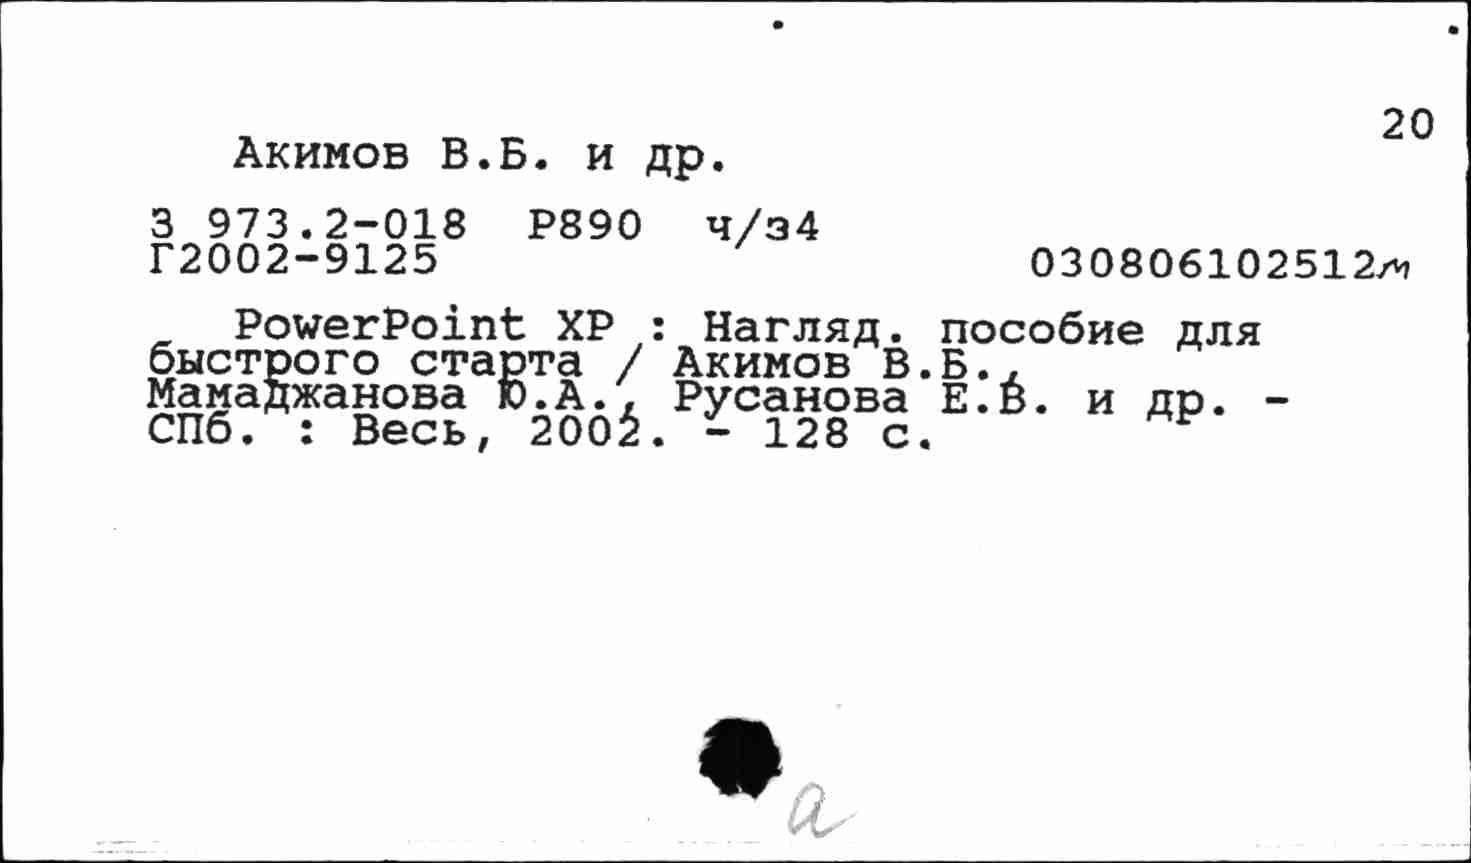 20
Акимов В.Б. и др.
З 973.2-018 Р890 ч/з4
Г2002-9125 030806102512м
PowerPoint XP : Нагляд. пособие для
быстрого старта / Акимов В.Б.,
Мамаджанова Ю.А., Русанова Е.В. и др. -
СПб. : Весь, 2002. - 128 с.
а